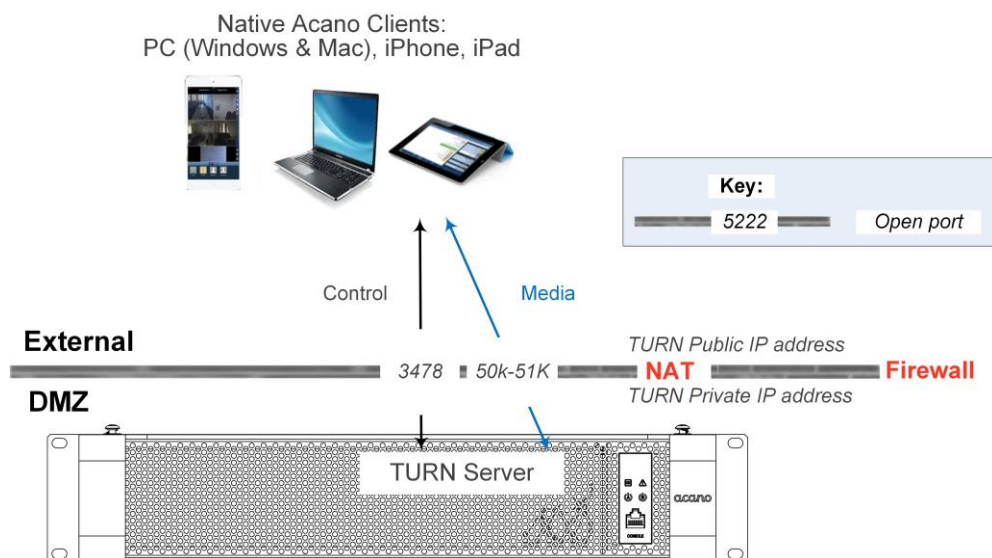 Native Acano Clients:
PC (Windows & Mac), iPhone, iPad
Key:
5222
Open port
Control
Media
External
TURN Public IP address
3478
50k-51K
NAT
Firewall
DMZ
TURN Private IP address
TURN Server
acano
CONSOLE